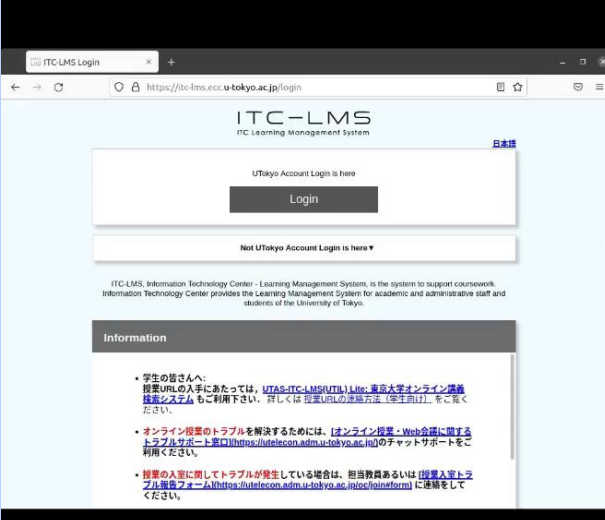 ITC-LMS Login
https://itc-lms.ecc.u-tokyo.ac.jp/login
ITC-LMS
ITC Learning Management System
日本語
UTokyo Account Login is here
Login
Not UTokyo Account Login is here▼
ITC-LMS, Information Technology Center - Learning Management System, is the system to support coursework.
Information Technology Center provides the Learning Management System for academic and administrative staff and
students of the University of Tokyo.
Information
• 学生の皆さんへ:
授業URLの入手にあたっては，UTAS-ITC-LMS(UTIL) Lite: 東京大学オンライン講義
検索システム もご利用下さい． 詳しくは 授業URLの連絡方法（学生向け） をご覧く
ださい．
• オンライン授業のトラブルを解決するためには、[オンライン授業・Web会議に関する
トラブルサポート窓口](https://utelecon.adm.u-tokyo.ac.jp/)のチャットサポートをご
利用ください。
• 授業の入室に関してトラブルが発生している場合は、担当教員あるいは [授業入室トラ
ブル報告フォーム](https://utelecon.adm.u-tokyo.ac.jp/oc/join#form) に連絡をして
ください。